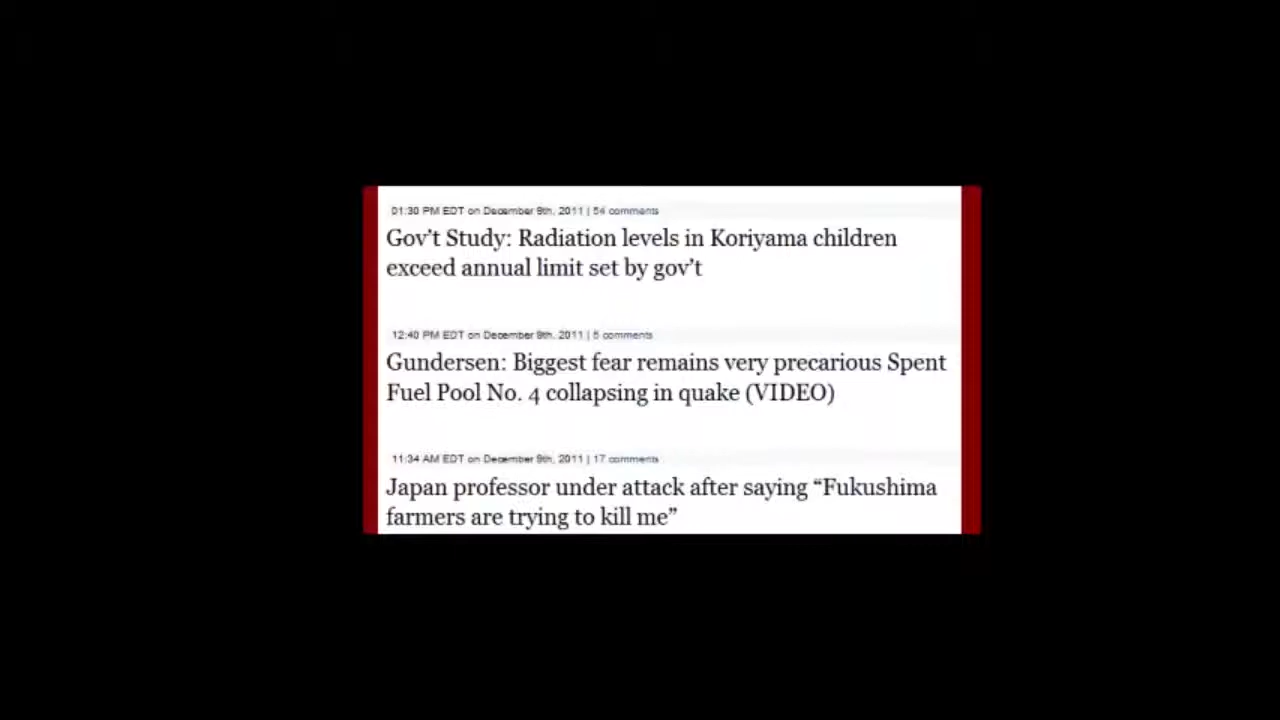 01:30 PM EDT on December 9th, 2011 | 54 comments
Gov't Study: Radiation levels in Koriyama children
exceed annual limit set by gov't
12:40 PM EDT on December 9th, 2011 | 5 comments
Gundersen: Biggest fear remains very precarious Spent
Fuel Pool No. 4 collapsing in quake (VIDEO)
11:34 AM EDT on December 9th, 2011 | 17 comments
Japan professor under attack after saying “Fukushima
farmers are trying to kill me”